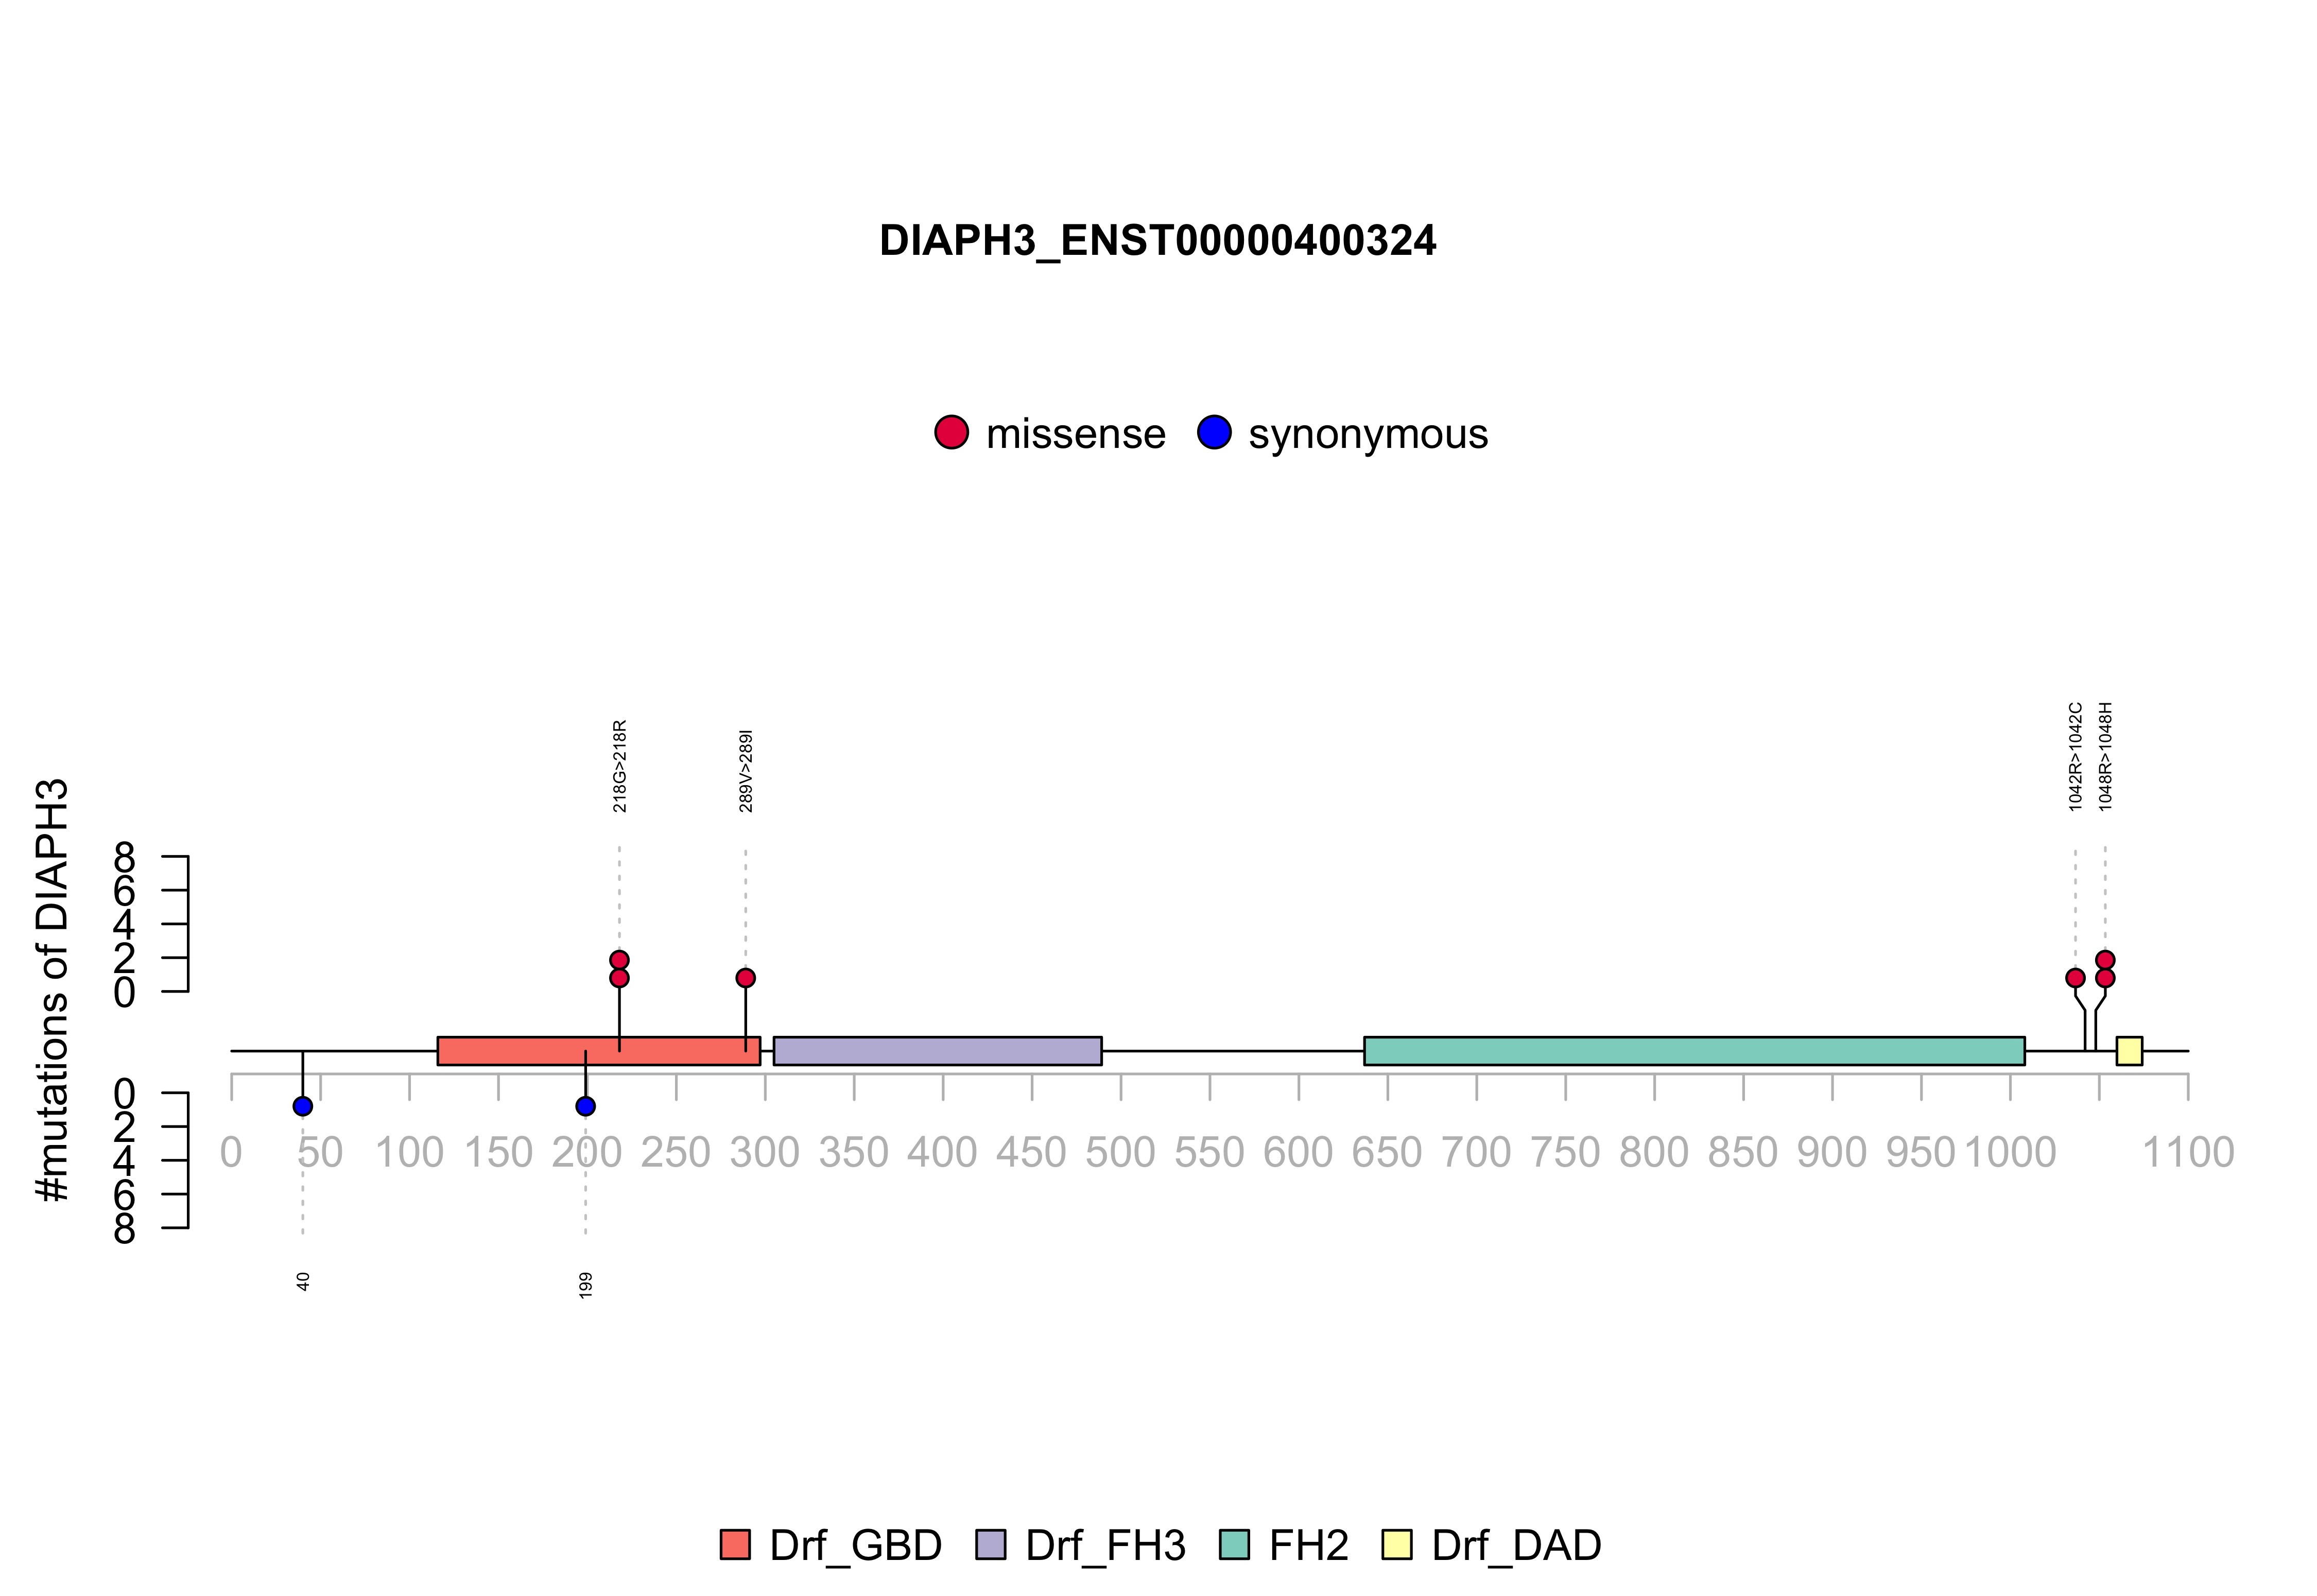 DIAPH3_ENST00000400324
missense synonymous
218G>218R
289V>289I
1042R>1042C
1048R>1048H
#mutations of DIAPH3
8
6
4
2
0
0
2
4
6
8
0 50 100 150 200 250 300 350 400 450 500 550 600 650 700 750 800 850 900 950 1000 1100
40
199
Drf_GBD Drf_FH3 FH2 Drf_DAD